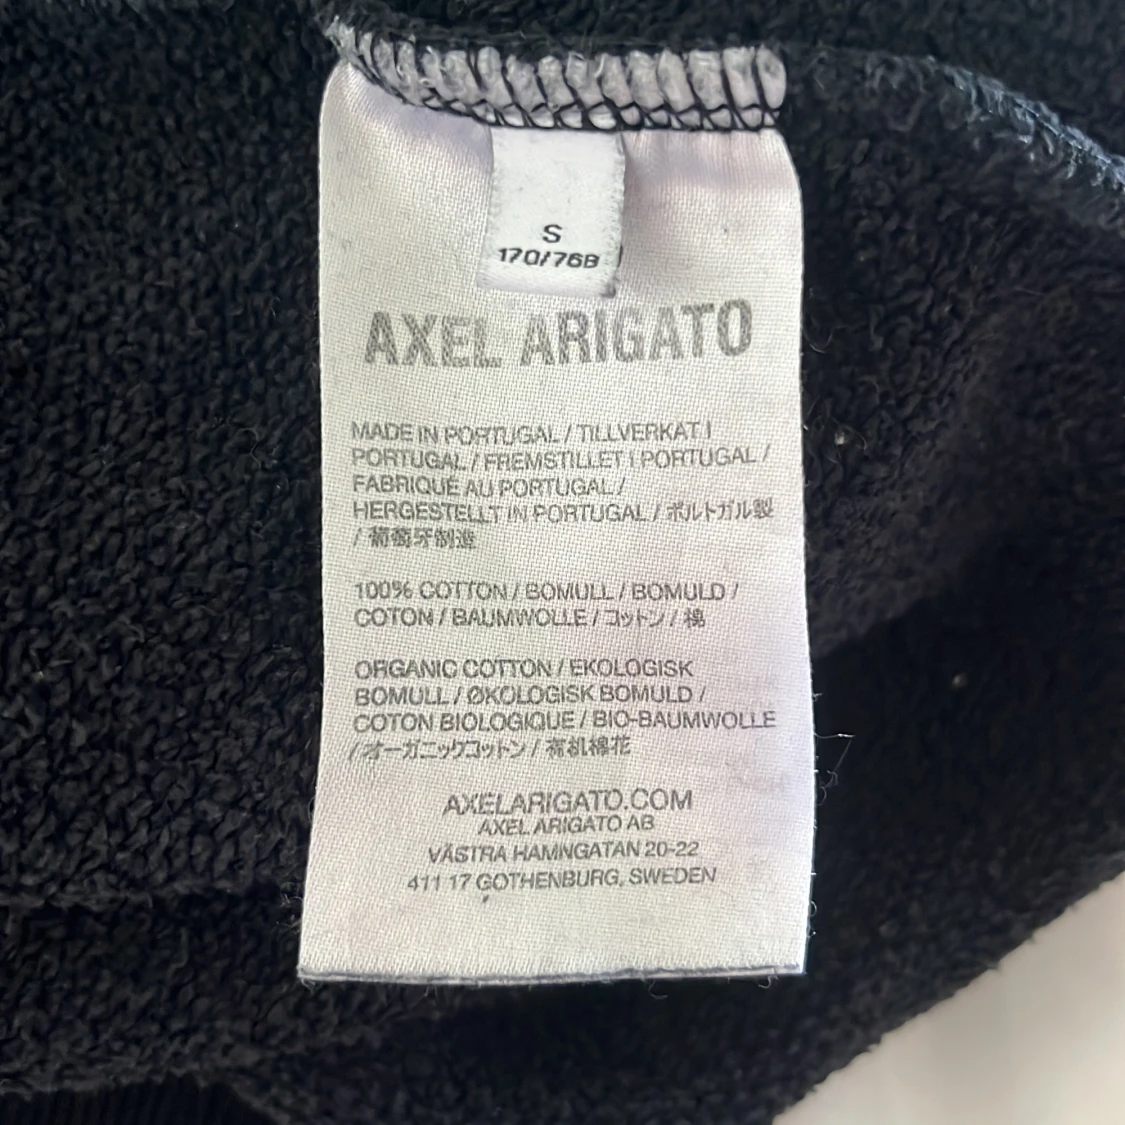 S
170/76B
AXEL ARIGATO
MADE IN PORTUGAL / TILLVERKAT I
PORTUGAL / FREMSTILLET I PORTUGAL /
FABRIQUÉ AU PORTUGAL /
HERGESTELLT IN PORTUGAL / ポルトガル製
/ 葡萄牙制造
100% COTTON / BOMULL / BOMULD /
COTON / BAUMWOLLE / コットン / 棉
ORGANIC COTTON / EKOLOGISK
BOMULL / ØKOLOGISK BOMULD /
COTON BIOLOGIQUE / BIO-BAUMWOLLE
/ オーガニックコットン / 有机棉花
AXELARIGATO.COM
AXEL ARIGATO AB
VÄSTRA HAMNGATAN 20-22
411 17 GOTHENBURG, SWEDEN